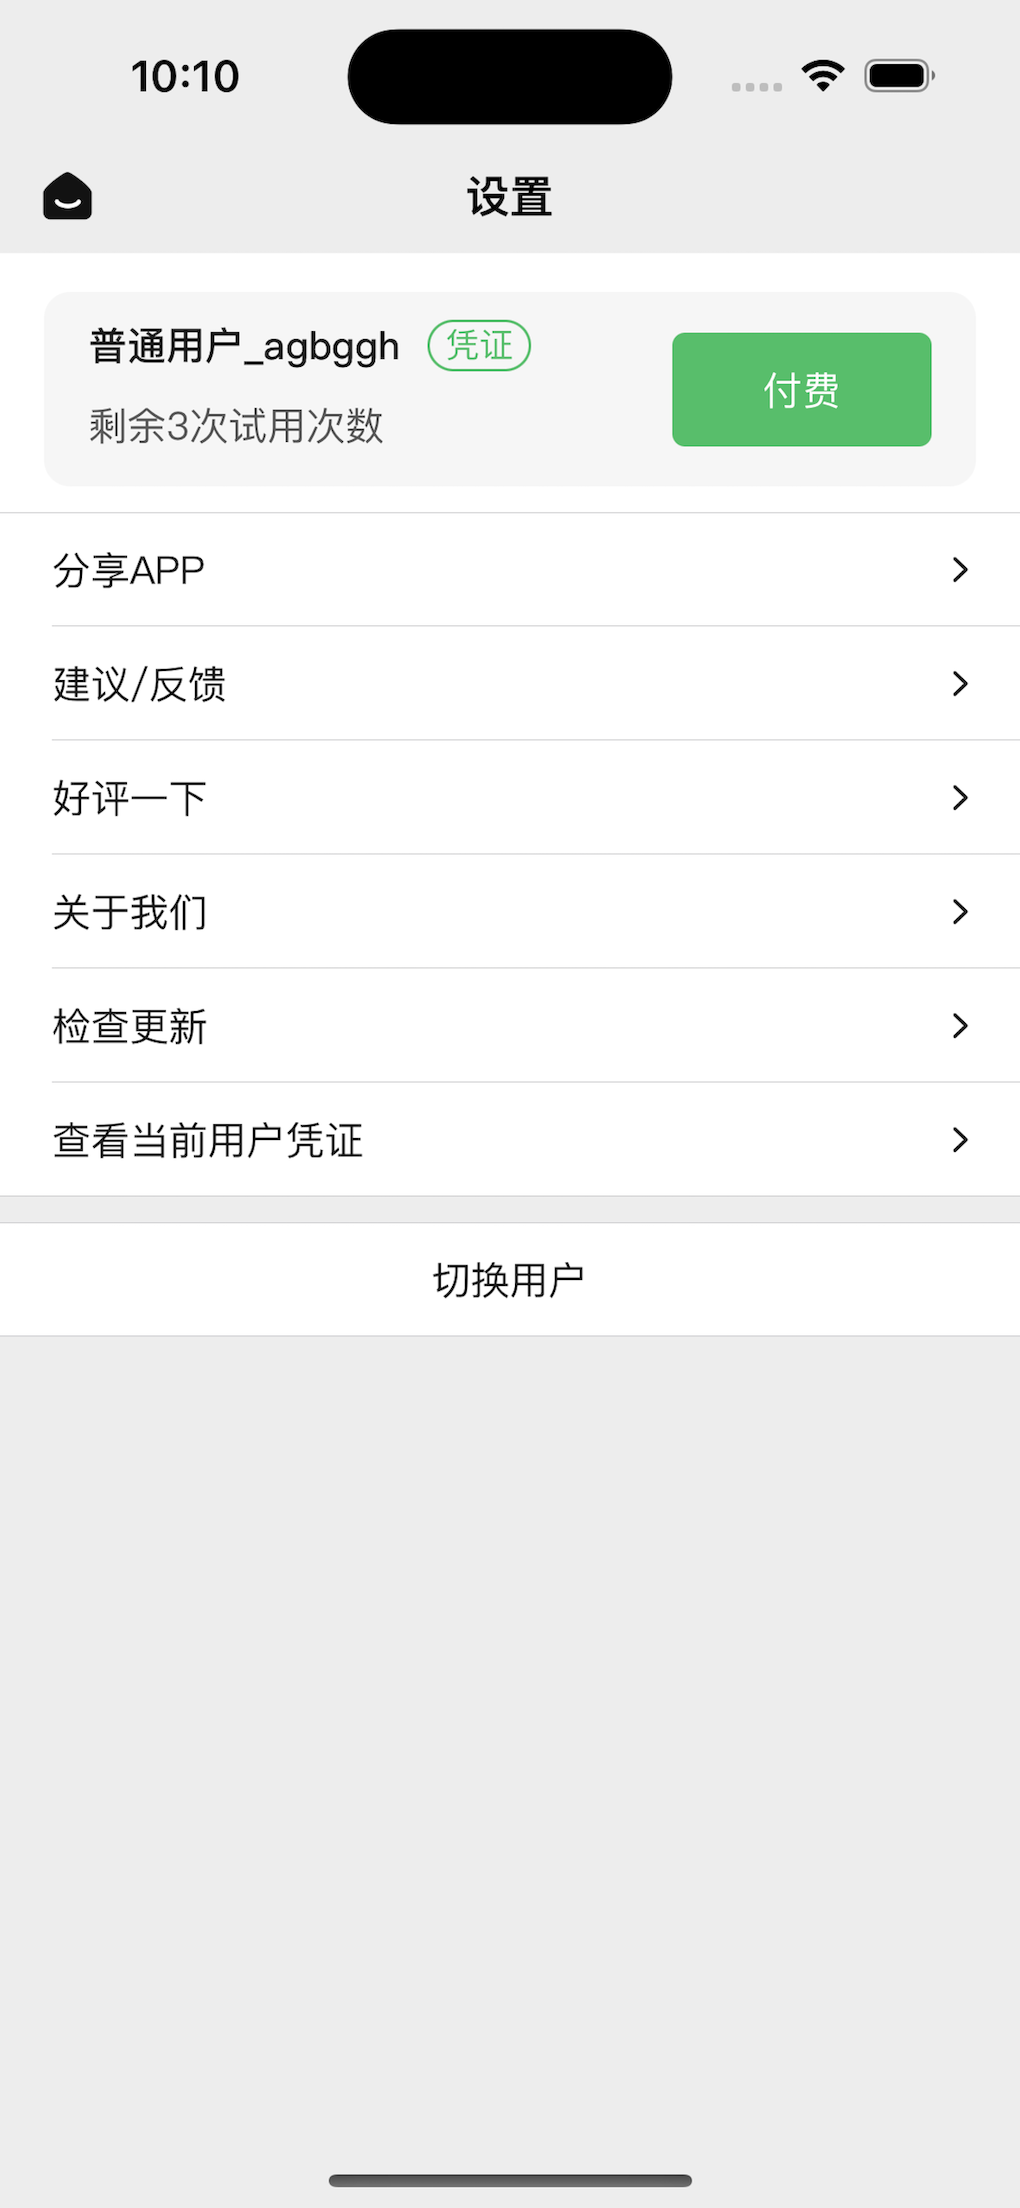 10:10
设置
普通用户_agbggh 凭证
剩余3次试用次数
付费
分享APP
建议/反馈
好评一下
关于我们
检查更新
查看当前用户凭证
切换用户